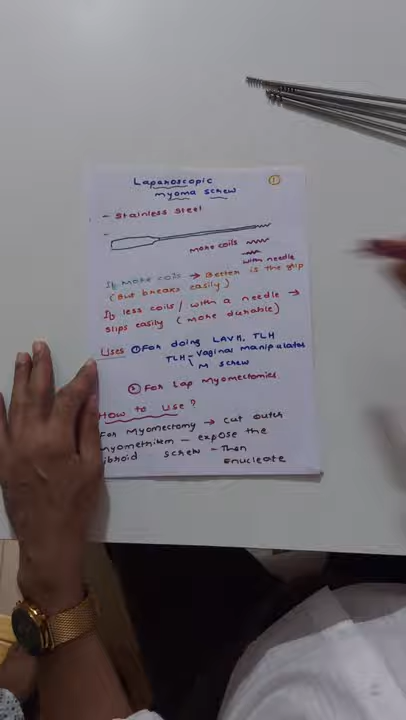 Laparoscopic
myoma screw
①
- Stainless Steel
-
more coils
with needle
If more coils → Better is the grip
(But breaks easily)
If less coils / with a needle →
slips easily (more durable)
Uses ① For doing LAVH, TLH
TLH - Vaginal manipulator
M screw
② For Lap Myomectomies.
How to Use?
For Myomectomy → cut outer
myometrium - expose the
fibroid screw - Then
Enucleate